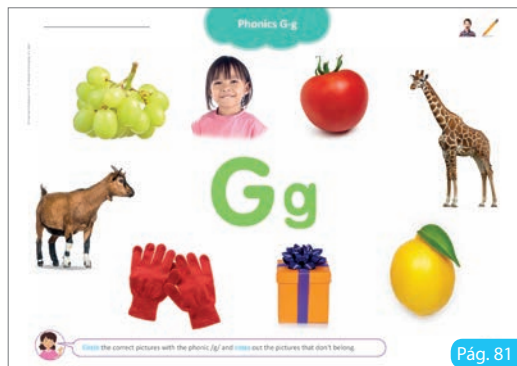 Phonics G-g
Gg
Circle the correct pictures with the phonic /g/ and cross out the pictures that don't belong.
Pág. 81